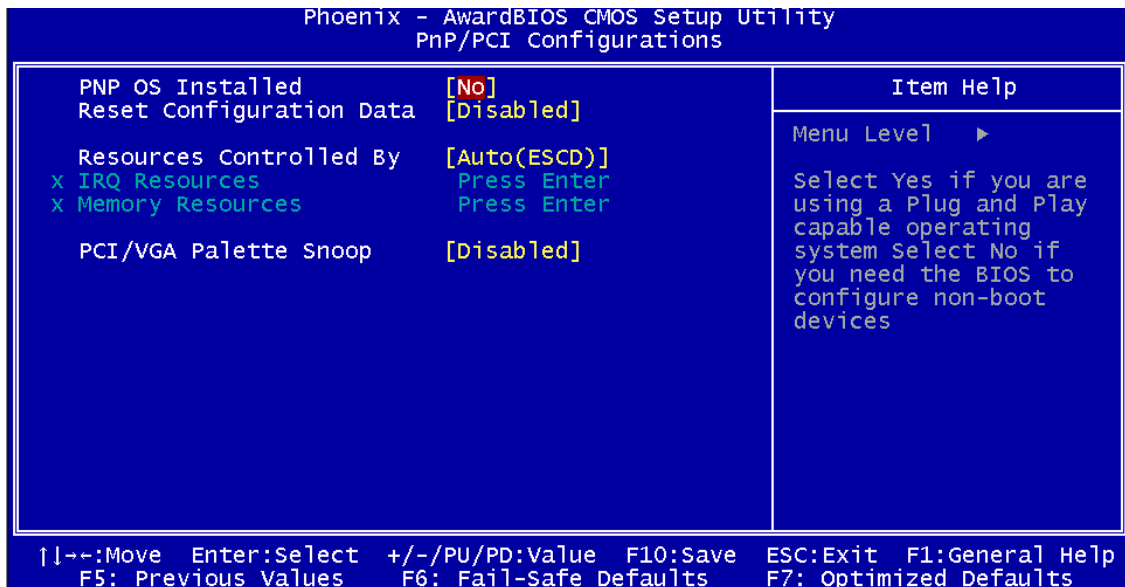 Phoenix - AwardBIOS CMOS Setup Utility
PnP/PCI Configurations
PNP OS Installed [No]
Reset Configuration Data [Disabled]
Resources Controlled By [Auto(ESCD)]
x IRQ Resources Press Enter
x Memory Resources Press Enter
PCI/VGA Palette Snoop [Disabled]
Item Help
Menu Level ►
Select Yes if you are
using a Plug and Play
capable operating
system Select No if
you need the BIOS to
configure non-boot
devices
↑↓→←:Move Enter:Select +/-/PU/PD:Value F10:Save ESC:Exit F1:General Help
F5: Previous Values F6: Fail-Safe Defaults F7: Optimized Defaults